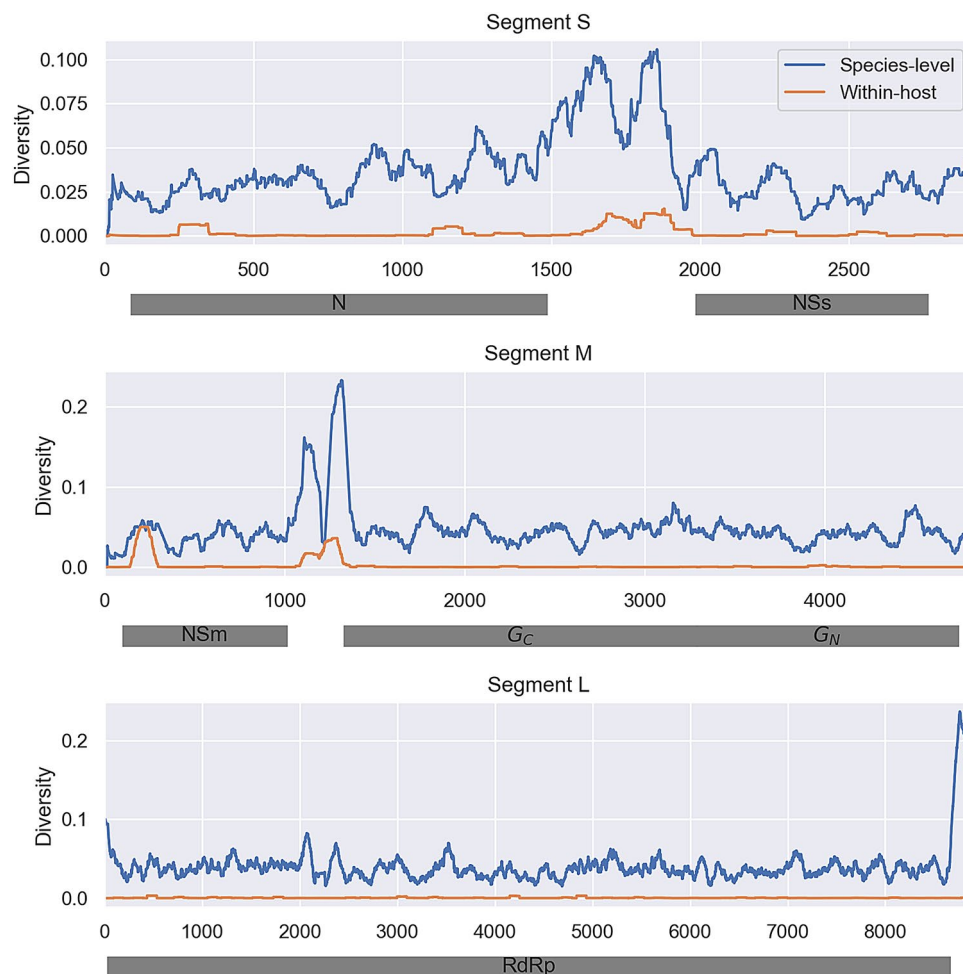 Segment S
Diversity
0.100
0.075
0.050
0.025
0.000
Species-level
Within-host
0 500 1000 1500 2000 2500
N NSs
Segment M
Diversity
0.2
0.1
0.0
0 1000 2000 3000 4000
NSm G_C G_N
Segment L
Diversity
0.2
0.1
0.0
0 1000 2000 3000 4000 5000 6000 7000 8000
RdRp